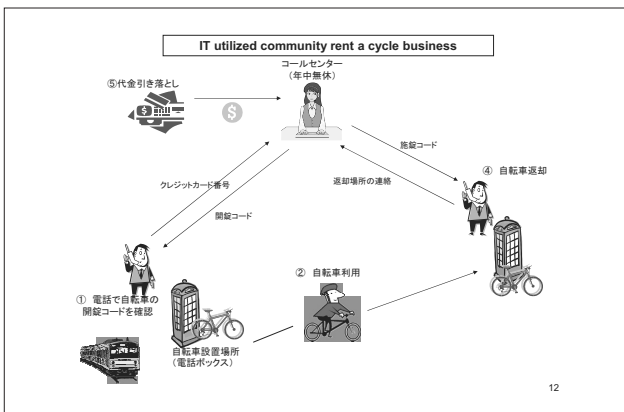 IT utilized community rent a cycle business
コールセンター
(年中無休)
⑤代金引き落とし
施錠コード
④ 自転車返却
クレジットカード番号
返却場所の連絡
開錠コード
② 自転車利用
① 電話で自転車の
開錠コードを確認
自転車設置場所
(電話ボックス)
12